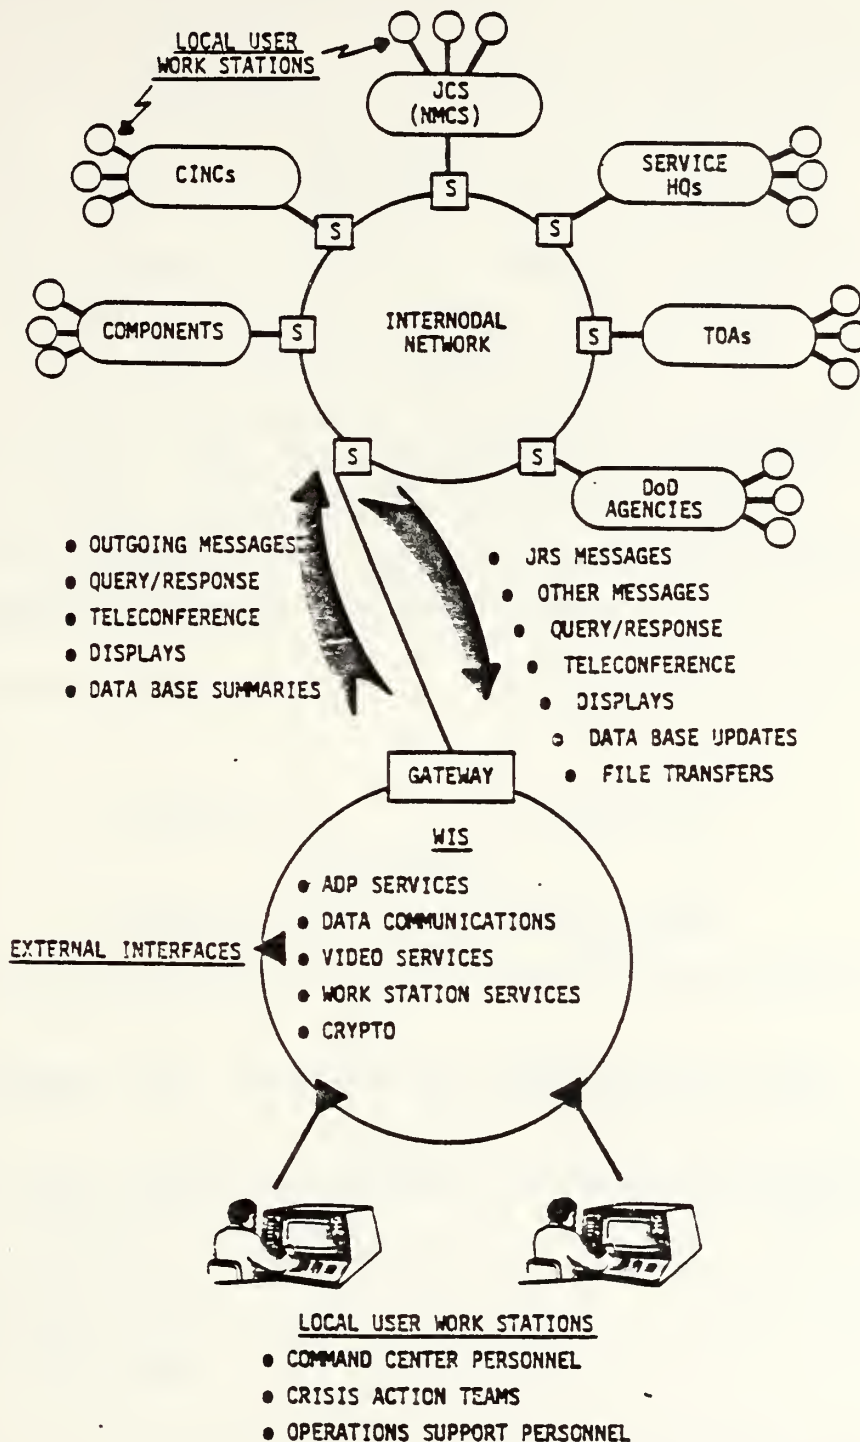 LOCAL USER
WORK STATIONS
JCS
(NMCS)
CINCs
SERVICE
HQs
S
S
S
COMPONENTS
S
INTERNODAL
NETWORK
S
TOAs
S
S
DoD
AGENCIES
• OUTGOING MESSAGES
• QUERY/RESPONSE
• TELECONFERENCE
• DISPLAYS
• DATA BASE SUMMARIES
• JRS MESSAGES
• OTHER MESSAGES
• QUERY/RESPONSE
• TELECONFERENCE
• DISPLAYS
• DATA BASE UPDATES
• FILE TRANSFERS
GATEWAY
WIS
• ADP SERVICES
• DATA COMMUNICATIONS
• VIDEO SERVICES
• WORK STATION SERVICES
• CRYPTO
EXTERNAL INTERFACES
LOCAL USER WORK STATIONS
• COMMAND CENTER PERSONNEL
• CRISIS ACTION TEAMS
• OPERATIONS SUPPORT PERSONNEL